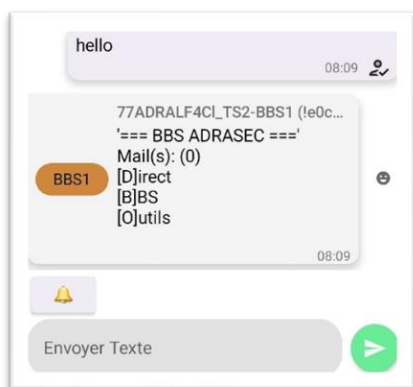 hello
08:09
77ADRALF4Cl_TS2-BBS1 (!e0c...
BBS1
'=== BBS ADRASEC ==='
Mail(s): (0)
[D]irect
[B]BS
[O]utils
08:09
Envoyer Texte